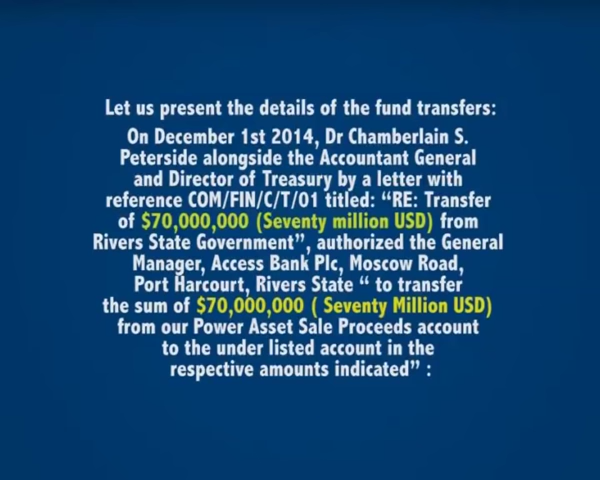 Let us present the details of the fund transfers:
On December 1st 2014, Dr Chamberlain S.
Peterside alongside the Accountant General
and Director of Treasury by a letter with
reference COM/FIN/C/T/01 titled: “RE: Transfer
of $70,000,000 (Seventy million USD) from
Rivers State Government”, authorized the General
Manager, Access Bank Plc, Moscow Road,
Port Harcourt, Rivers State “ to transfer
the sum of $70,000,000 ( Seventy Million USD)
from our Power Asset Sale Proceeds account
to the under listed account in the
respective amounts indicated” :